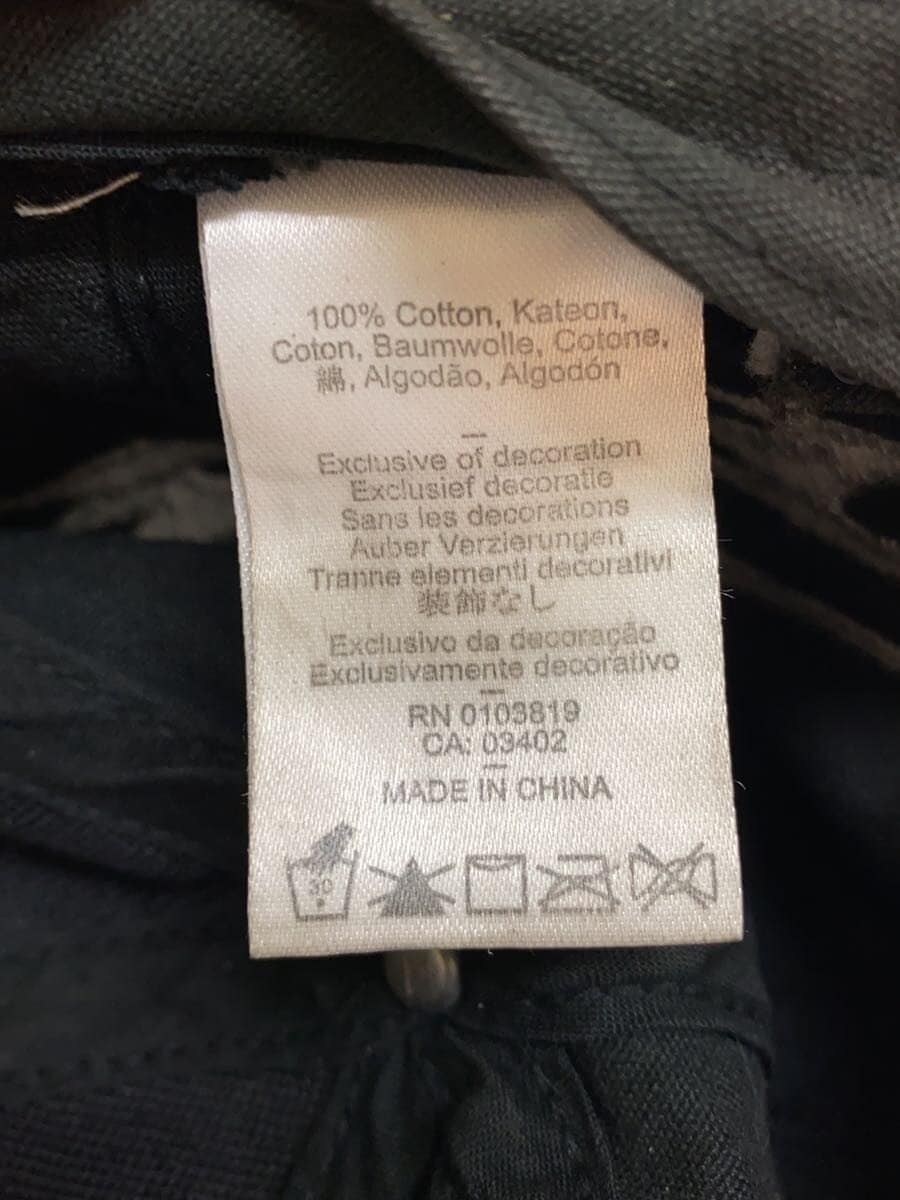 100% Cotton, Kateon,
Coton, Baumwolle, Cotone,
綿, Algodão, Algodón
Exclusive of decoration
Exclusief decoratie
Sans les decorations
Auber Verzierungen
Tranne elementi decorativi
装飾なし
Exclusivo da decoração
Exclusivamente decorativo
RN 0103819
CA: 03402
MADE IN CHINA
30